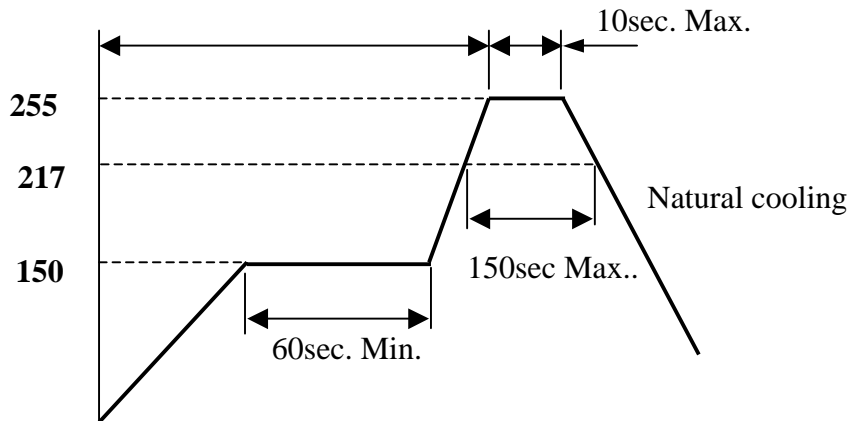 10sec. Max.
255
217
Natural cooling
150
150sec Max..
60sec. Min.